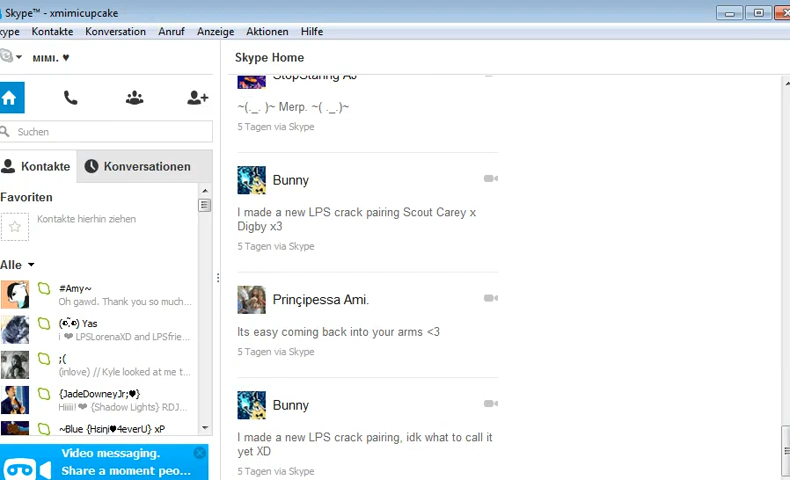 Skype™ - xmimicupcake
kype Kontakte Konversation Anruf Anzeige Aktionen Hilfe
мιмι. ♥
Suchen
Kontakte Konversationen
Favoriten
Kontakte hierhin ziehen
Alle
#Amy~
Oh gawd. Thank you so much...
Yas
i ❤ LPSLorenaXD and LPSfrie...
;(
(inlove) // Kyle looked at me t
{JadeDowneyJr;♥}
Hiiiii! ❤ {Shadow Lights} RDJ...
~Blue {Hɛinj♥4everU} xP
Video messaging.
Share a moment peo...
Skype Home
StopStaring AJ
~(._. )~ Merp. ~( ._.)~
5 Tagen via Skype
Bunny
I made a new LPS crack pairing Scout Carey x
Digby x3
5 Tagen via Skype
Prinçipessa Ami.
Its easy coming back into your arms <3
5 Tagen via Skype
Bunny
I made a new LPS crack pairing, idk what to call it
yet XD
5 Tagen via Skype